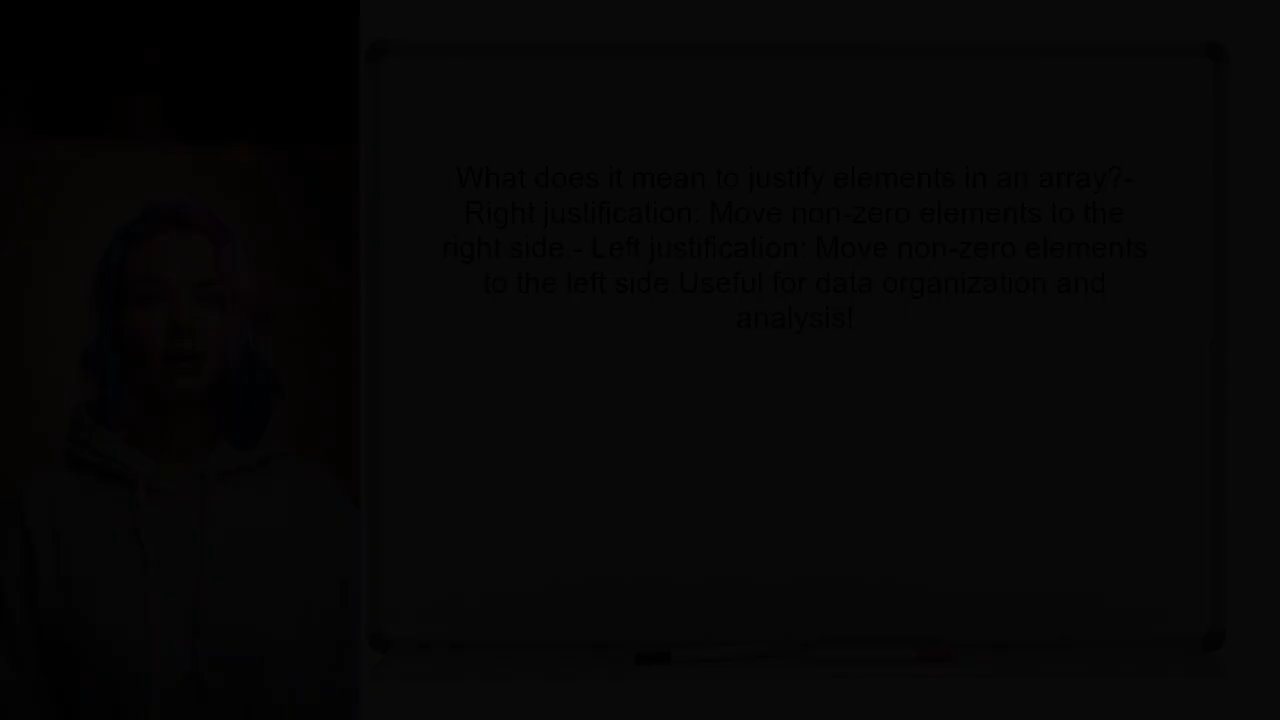 What does it mean to justify elements in an array?-
Right justification: Move non-zero elements to the
right side.- Left justification: Move non-zero elements
to the left side.Useful for data organization and
analysis!